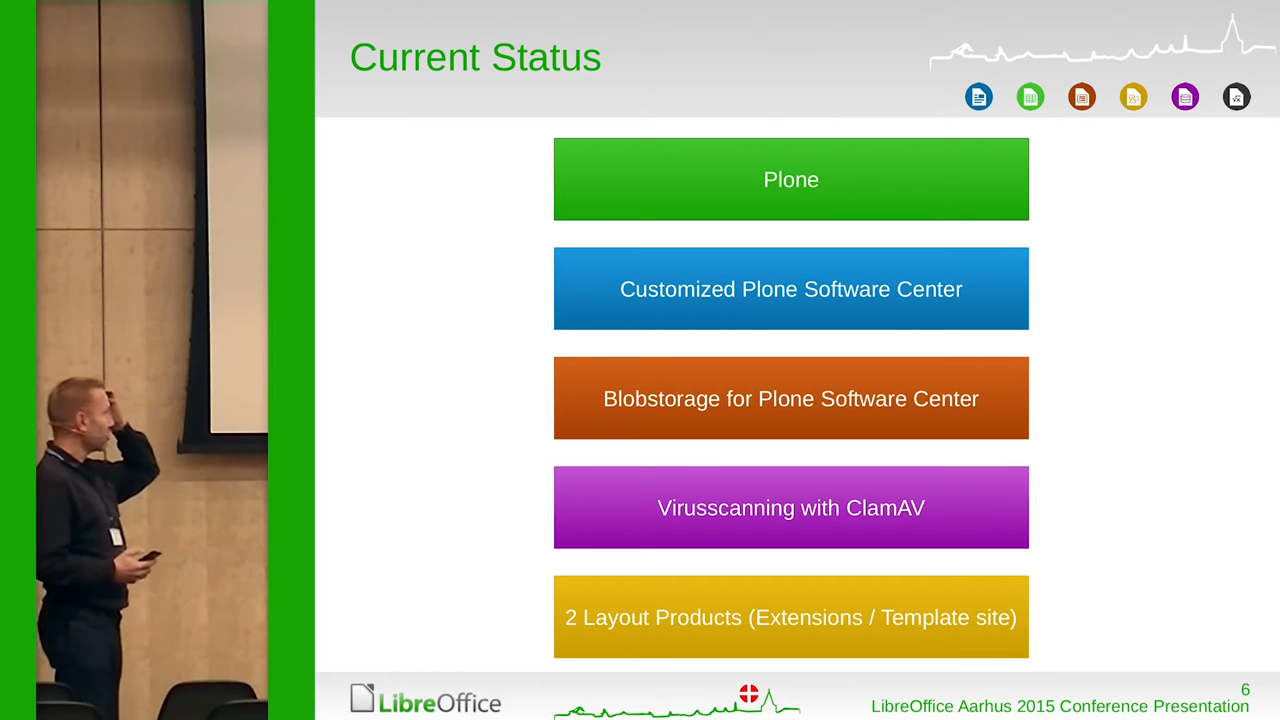 Current Status
Plone
Customized Plone Software Center
Blobstorage for Plone Software Center
Virusscanning with ClamAV
2 Layout Products (Extensions / Template site)
LibreOffice
6
LibreOffice Aarhus 2015 Conference Presentation